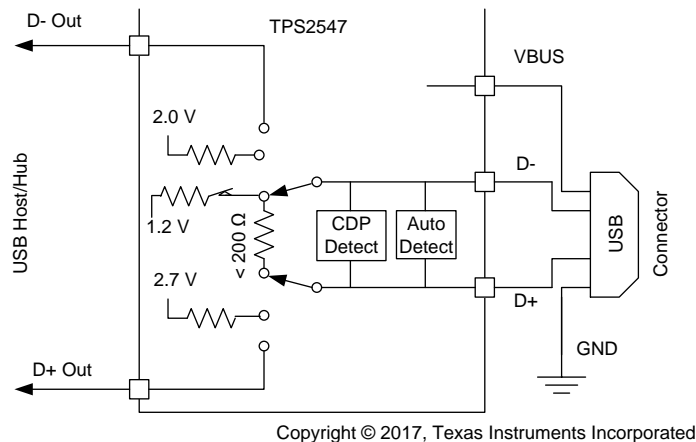 D- Out
TPS2547
VBUS
2.0 V
D-
1.2 V
< 200 Ω
CDP
Detect
Auto
Detect
USB
Connector
USB Host/Hub
2.7 V
D+
D+ Out
GND
Copyright © 2017, Texas Instruments Incorporated